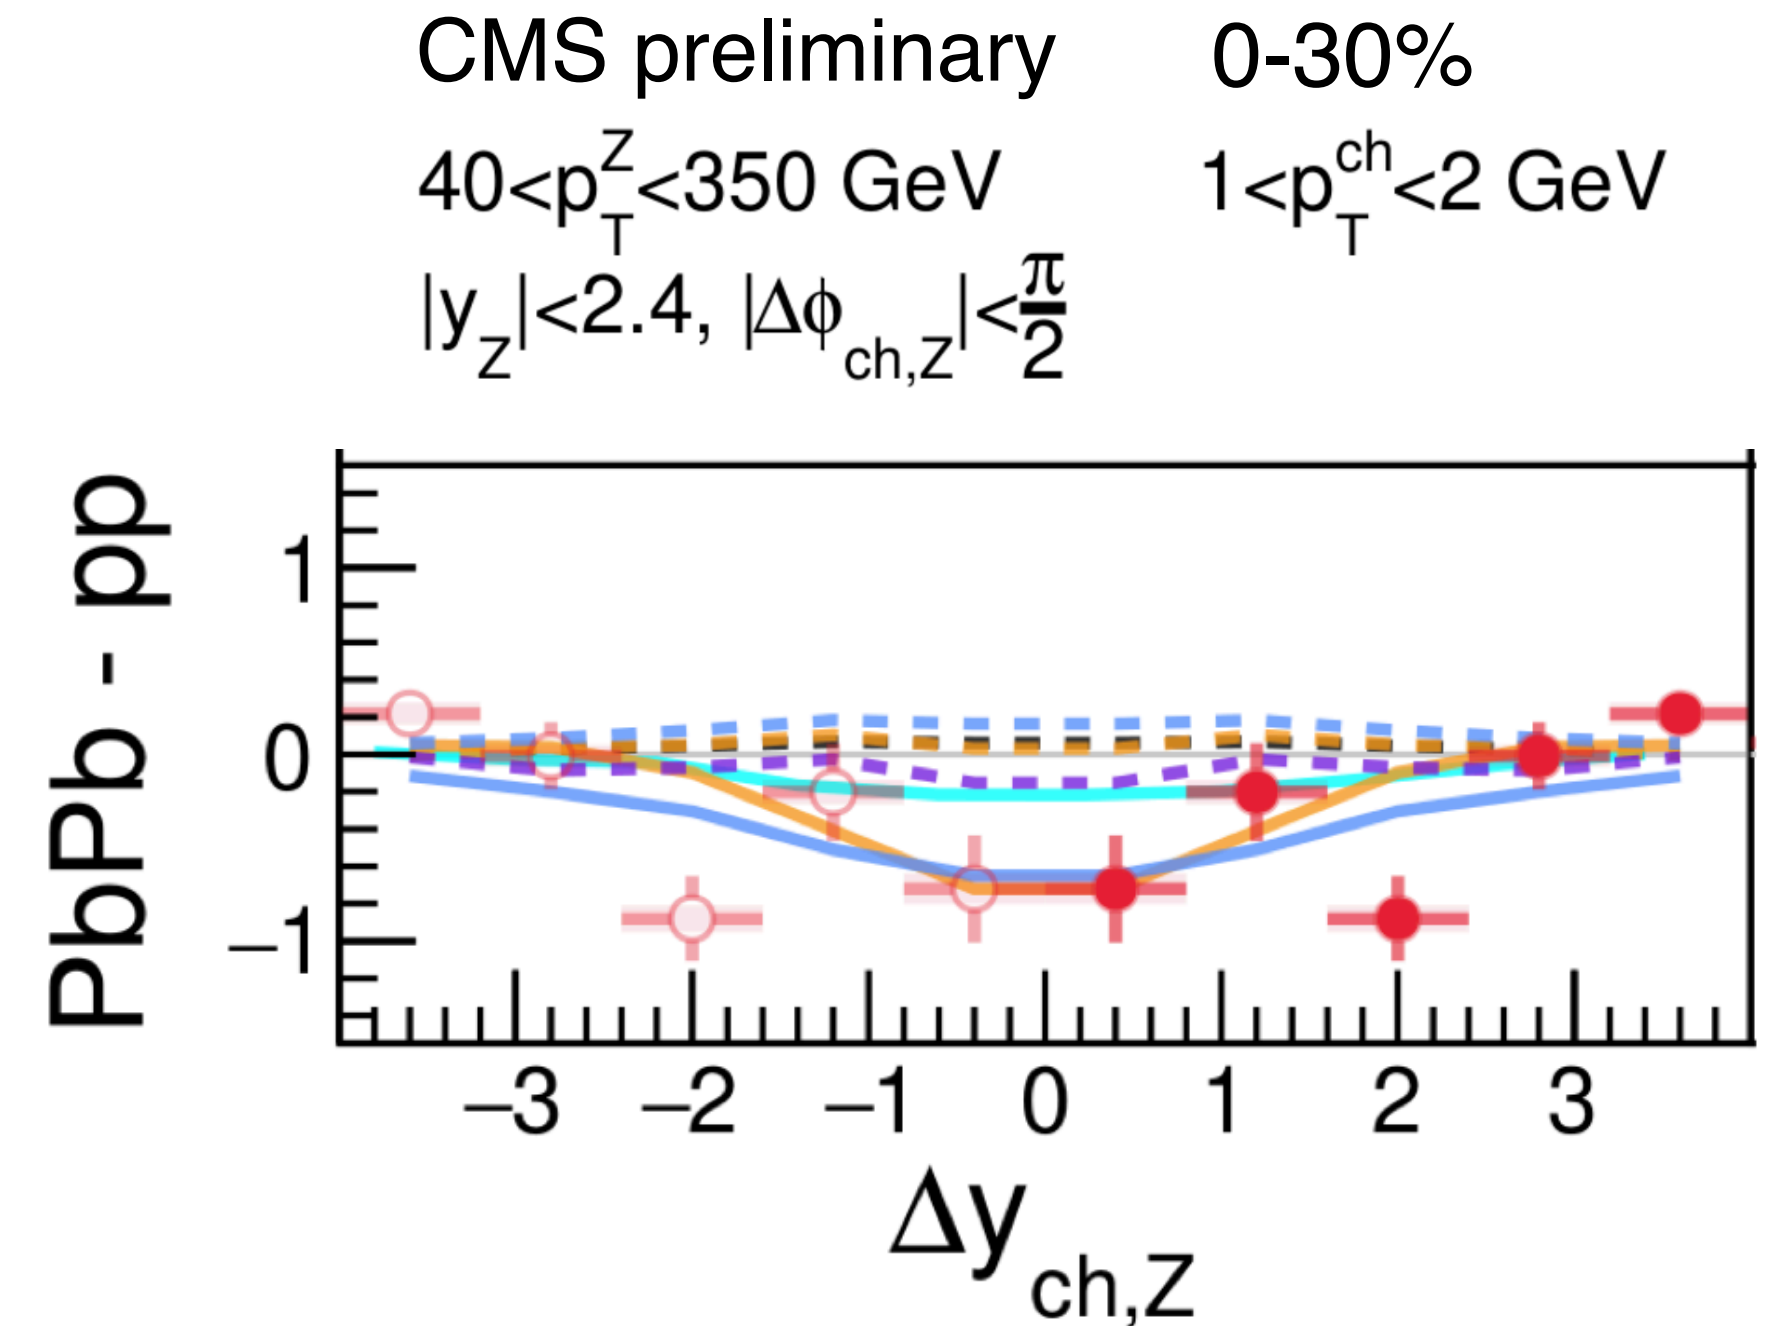 CMS preliminary 0-30%
40<p_T^Z<350 GeV 1<p_T^ch<2 GeV
|y_Z|<2.4, |Δϕ_ch,Z|<π/2
PbPb - pp
1
0
−1
−3 −2 −1 0 1 2 3
Δy_ch,Z